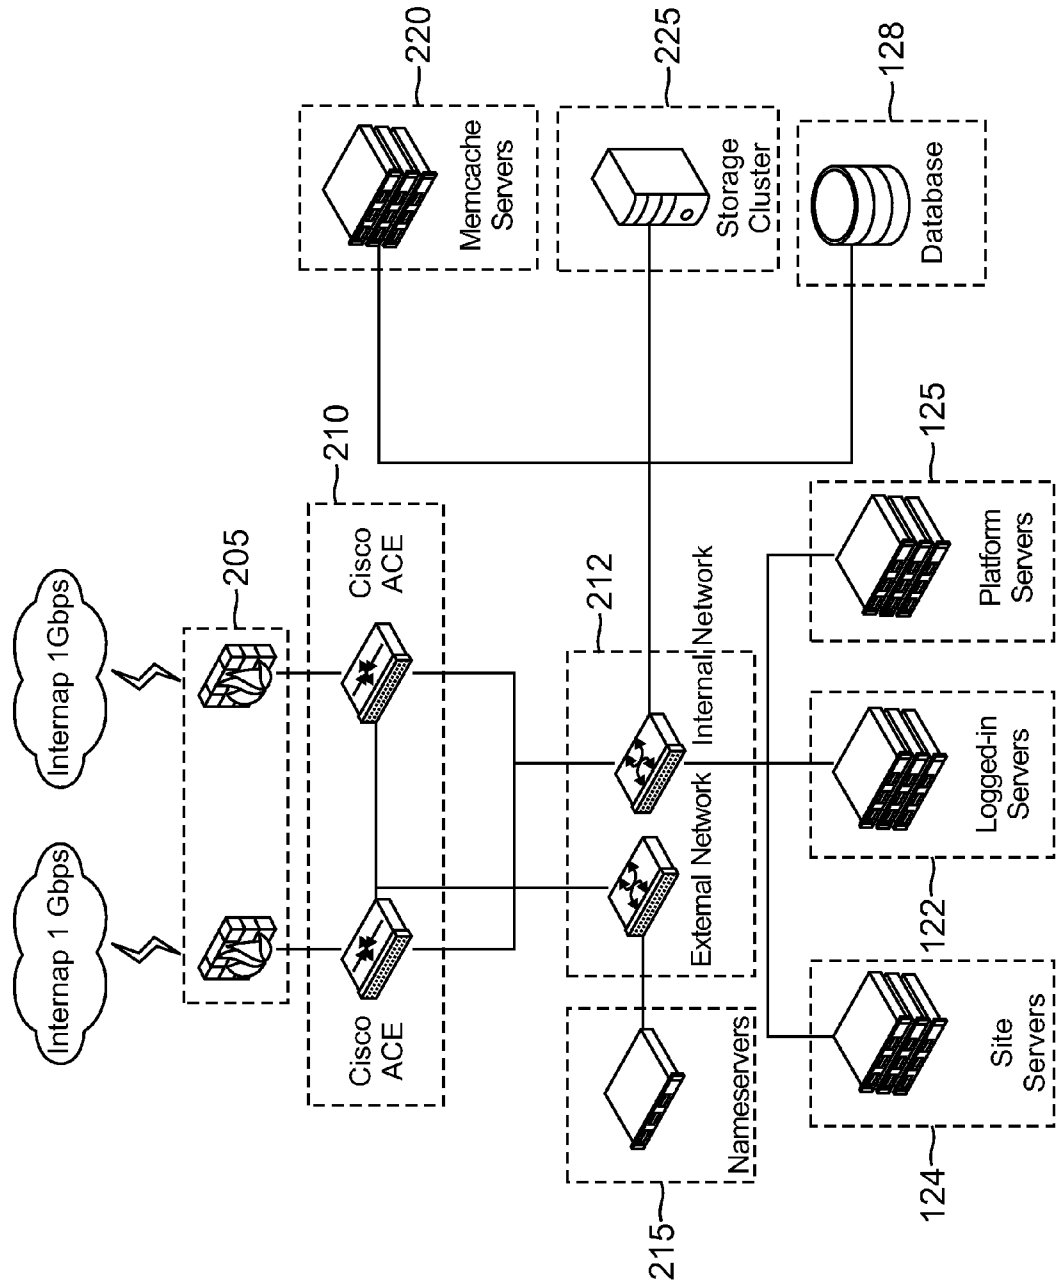 Internap 1 Gbps
Internap 1Gbps
205
Cisco
ACE
Cisco
ACE
210
212
External Network
Internal Network
Nameservers
215
Memcache
Servers
220
Storage
Cluster
225
Database
128
Site
Servers
124
Logged-in
Servers
122
Platform
Servers
125